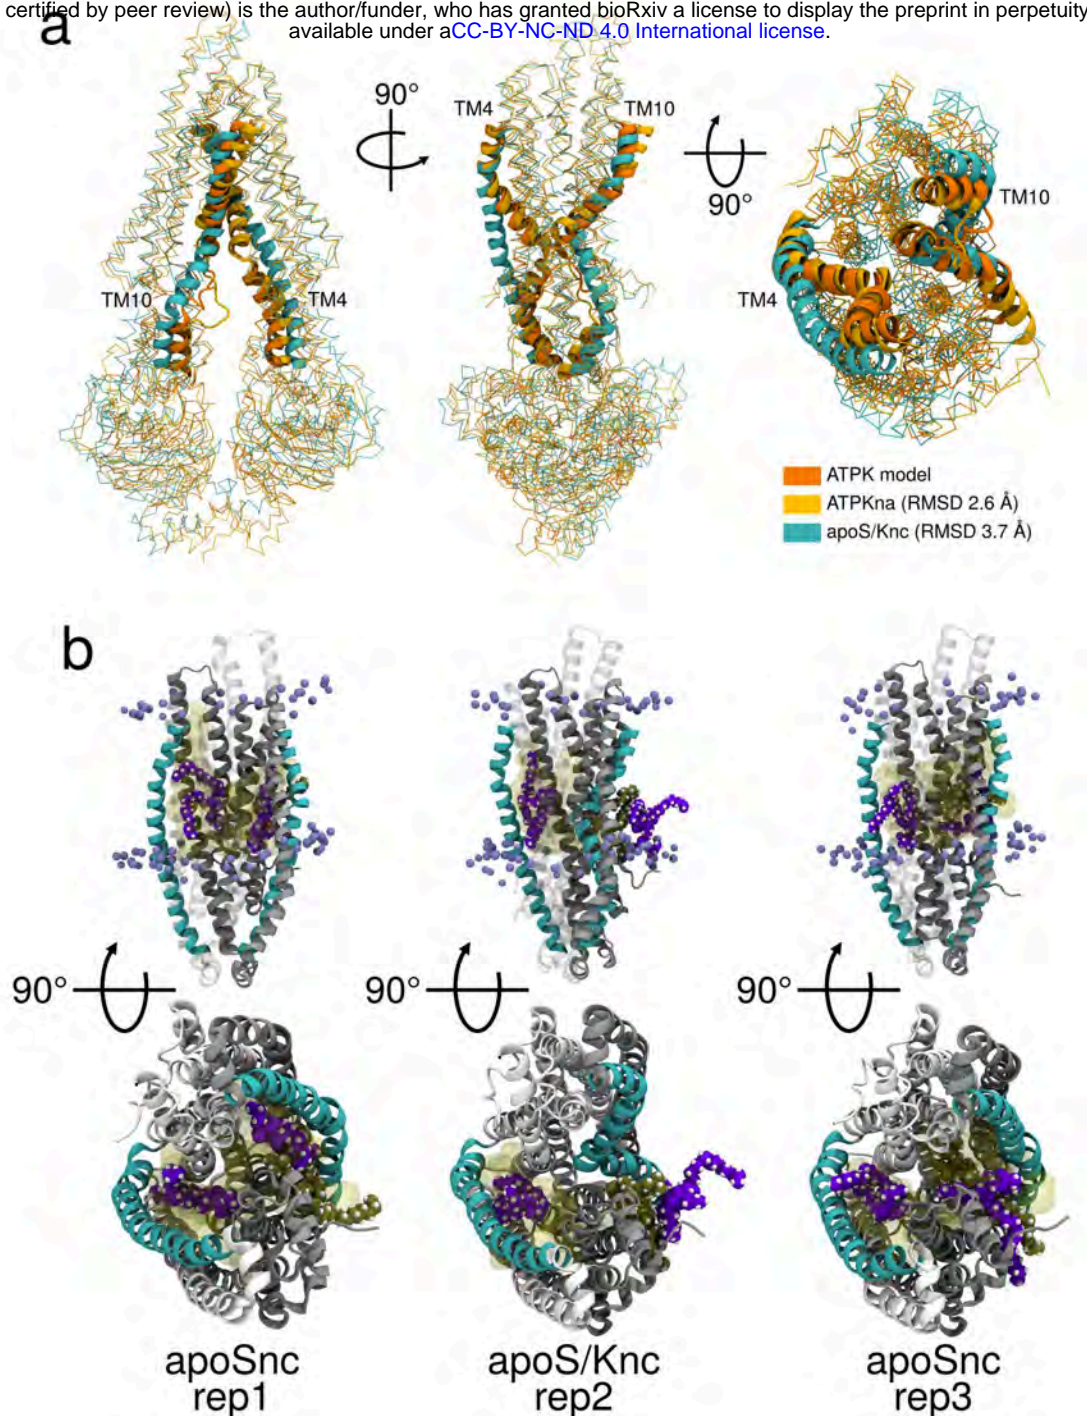 certified by peer review) is the author/funder, who has granted bioRxiv a license to display the preprint in perpetuity
available under aCC-BY-NC-ND 4.0 International license.
a
90°
TM4
TM10
90°
TM10
TM4
TM10
TM4
ATPK model
ATPKna (RMSD 2.6 Å)
apoS/Knc (RMSD 3.7 Å)
b
90°
90°
90°
apoSnc
rep1
apoS/Knc
rep2
apoSnc
rep3